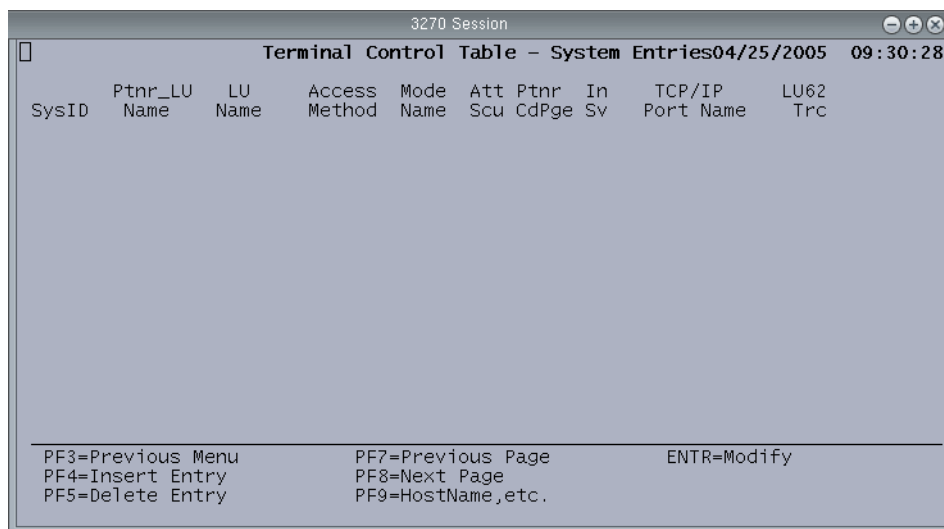 3270 Session
Terminal Control Table – System Entries04/25/2005 09:30:28
Ptnr_LU LU Access Mode Att Ptnr In TCP/IP LU62
SysID Name Name Method Name Scu CdPge Sv Port Name Trc
PF3=Previous Menu PF7=Previous Page ENTR=Modify
PF4=Insert Entry PF8=Next Page
PF5=Delete Entry PF9=HostName,etc.